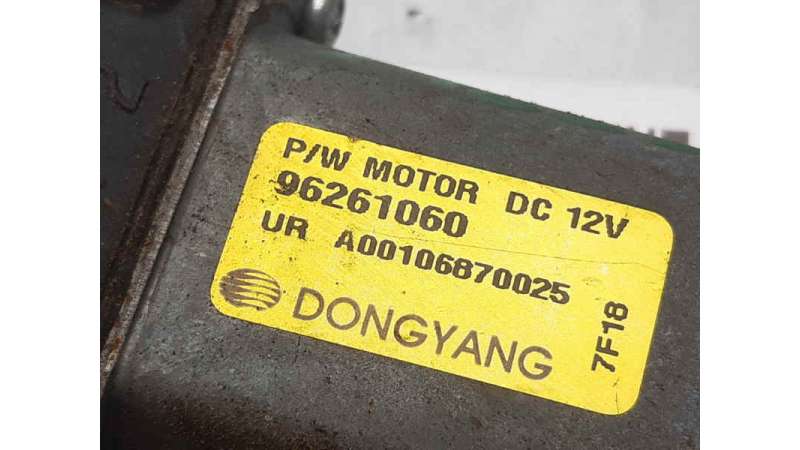 P/W MOTOR DC 12V
96261060
UR A00106870025
DONGYANG
7F18